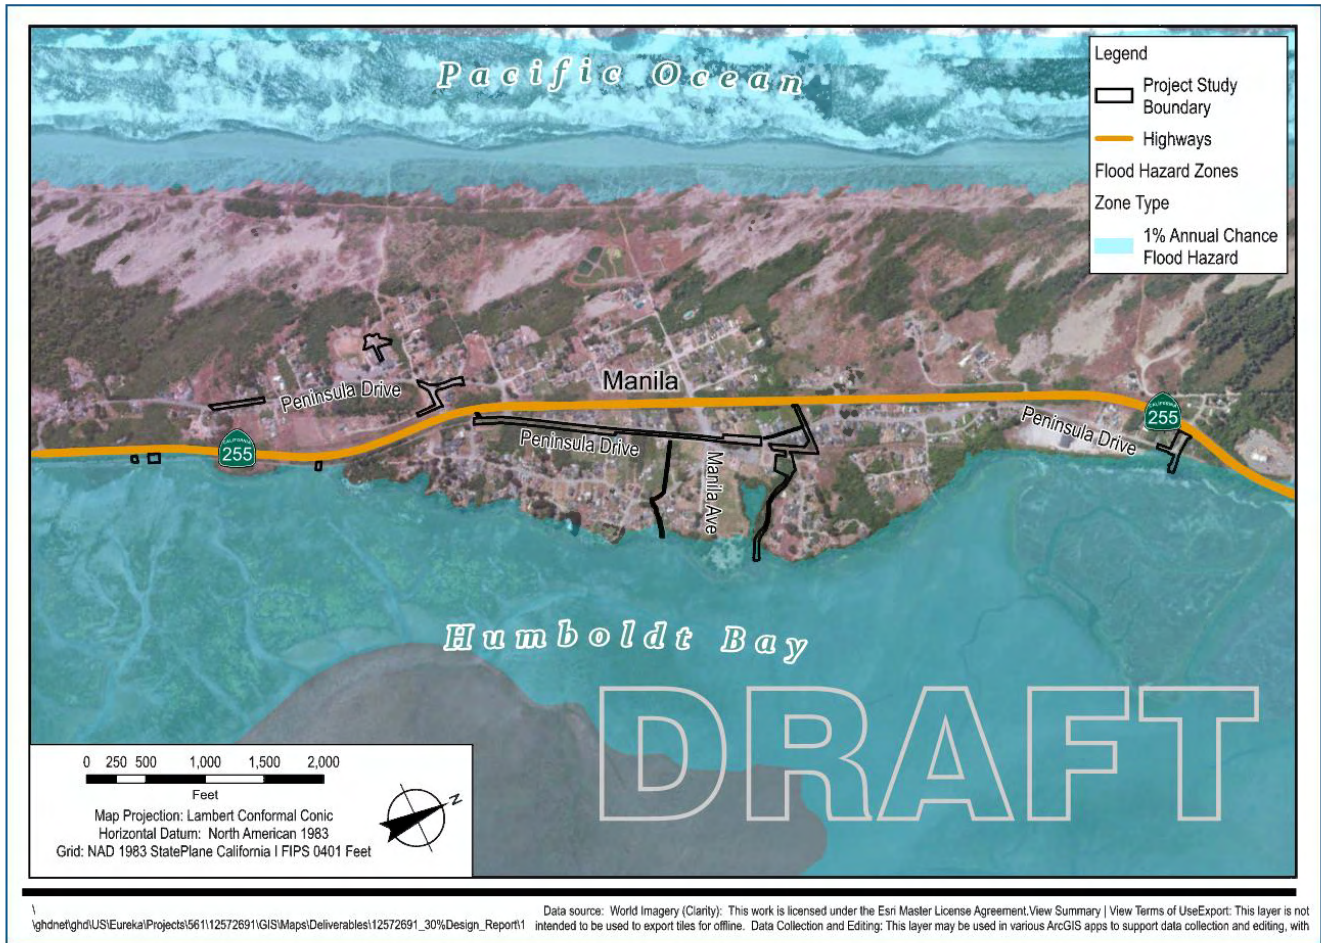 Pacific Ocean
Legend
Project Study
Boundary
Highways
Flood Hazard Zones
Zone Type
1% Annual Chance
Flood Hazard
Manila
Peninsula Drive
CALIFORNIA
255
Peninsula Drive
CALIFORNIA
255
Peninsula Drive
Manila Ave
Humboldt Bay
DRAFT
0 250 500 1,000 1,500 2,000
Feet
N
Map Projection: Lambert Conformal Conic
Horizontal Datum: North American 1983
Grid: NAD 1983 StatePlane California I FIPS 0401 Feet
\
\ghdnet\ghd\US\Eureka\Projects\561\12572691\GIS\Maps\Deliverables\12572691_30%Design_Report\1
Data source: World Imagery (Clarity): This work is licensed under the Esri Master License Agreement.View Summary | View Terms of UseExport: This layer is not
intended to be used to export tiles for offline. Data Collection and Editing: This layer may be used in various ArcGIS apps to support data collection and editing, with